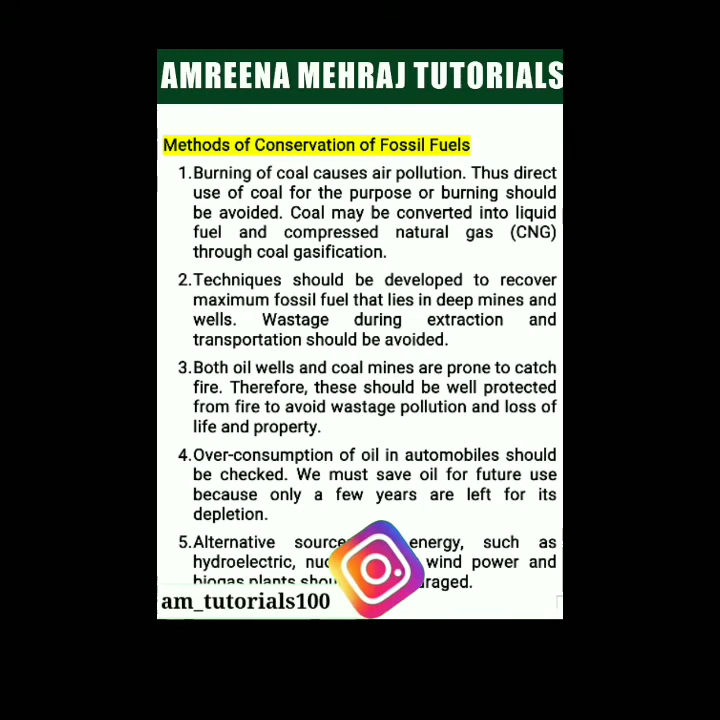 AMREENA MEHRAJ TUTORIALS
Methods of Conservation of Fossil Fuels
1.Burning of coal causes air pollution. Thus direct
use of coal for the purpose or burning should
be avoided. Coal may be converted into liquid
fuel and compressed natural gas (CNG)
through coal gasification.
2.Techniques should be developed to recover
maximum fossil fuel that lies in deep mines and
wells. Wastage during extraction and
transportation should be avoided.
3.Both oil wells and coal mines are prone to catch
fire. Therefore, these should be well protected
from fire to avoid wastage pollution and loss of
life and property.
4.Over-consumption of oil in automobiles should
be checked. We must save oil for future use
because only a few years are left for its
depletion.
5.Alternative energy, such as
hydroelectric, wind power and
biogas plants
am_tutorials100